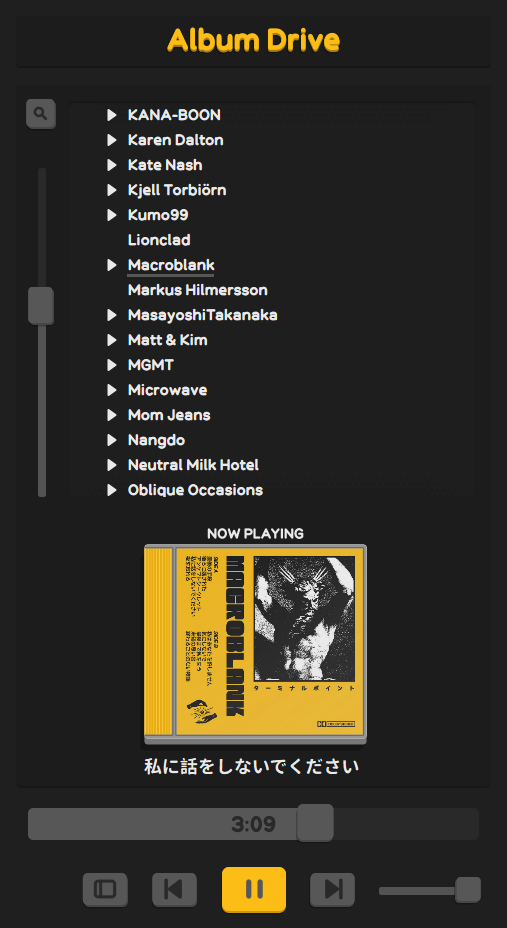 Album Drive
KANA-BOON
Karen Dalton
Kate Nash
Kjell Torbiörn
Kumo99
Lionclad
Macroblank
Markus Hilmersson
MasayoshiTakanaka
Matt & Kim
MGMT
Microwave
Mom Jeans
Nangdo
Neutral Milk Hotel
Oblique Occasions
NOW PLAYING
MACROBLANK
SIDE A
SIDE B
ターミナルポイント
私に話をしないでください
3:09